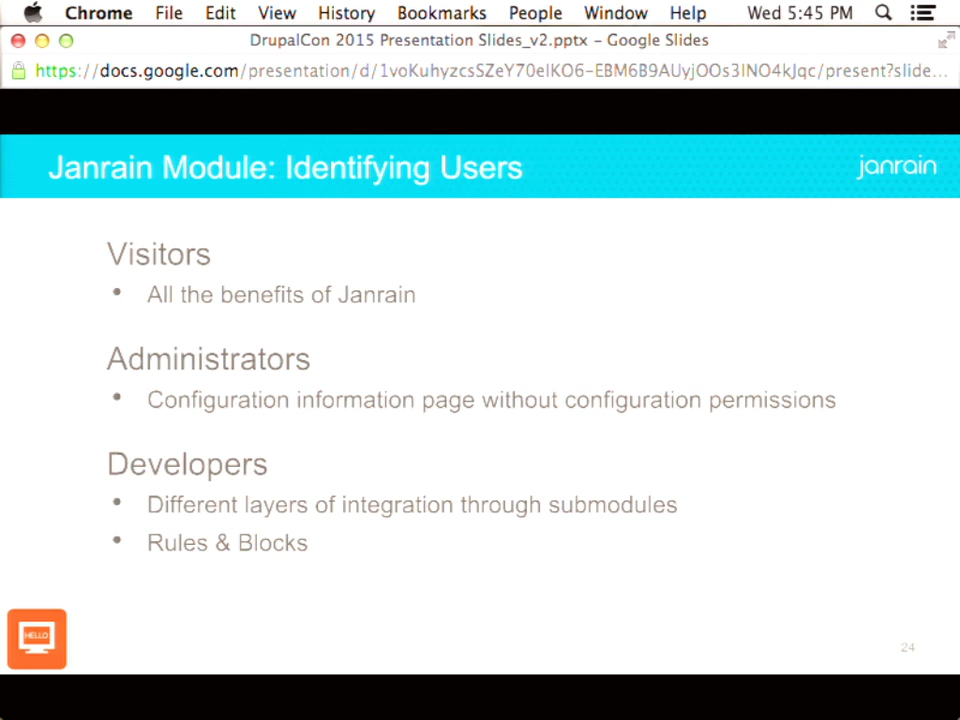 Chrome File Edit View History Bookmarks People Window Help Wed 5:45 PM
DrupalCon 2015 Presentation Slides_v2.pptx – Google Slides
https://docs.google.com/presentation/d/1voKuhyzcsSZeY70elKO6-EBM6B9AUyjOOs3INO4kJqc/present?slide...
Janrain Module: Identifying Users
janrain
Visitors
• All the benefits of Janrain
Administrators
• Configuration information page without configuration permissions
Developers
• Different layers of integration through submodules
• Rules & Blocks
HELLO
24